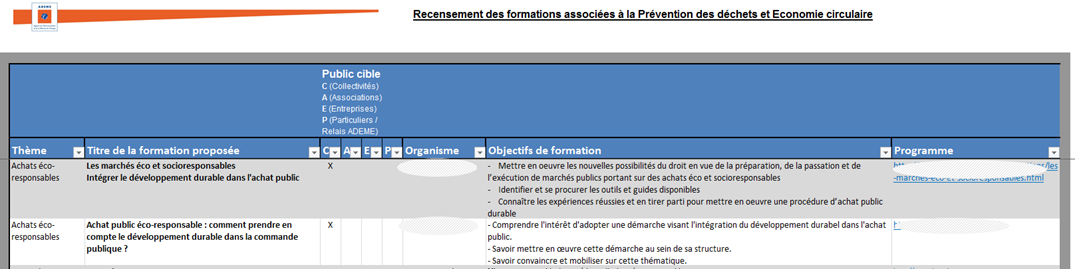 ADEME
Recensement des formations associées à la Prévention des déchets et Economie circulaire
Public cible
C (Collectivités)
A (Associations)
E (Entreprises)
P (Particuliers /
Relais ADEME)
Thème Titre de la formation proposée C A E P Organisme Objectifs de formation Programme
Achats éco-
responsables
Les marchés éco et socioresponsables
Intégrer le développement durable dans l'achat public
X
- Mettre en oeuvre les nouvelles possibilités du droit en vue de la préparation, de la passation et de
l'exécution de marchés publics portant sur des achats éco et socioresponsables
- Identifier et se procurer les outils et guides disponibles
- Connaître les expériences réussies et en tirer parti pour mettre en oeuvre une procédure d'achat public
durable
/les
-marches-eco-et-socioresponsables.html
Achats éco-
responsables
Achat public éco-responsable : comment prendre en
compte le développement durable dans la commande
publique ?
X
- Comprendre l'intérêt d'adopter une démarche visant l'intégration du développement durabel dans l'achat
public.
- Savoir mettre en œuvre cette démarche au sein de sa structure.
- Savoir convaincre et mobiliser sur cette thématique.